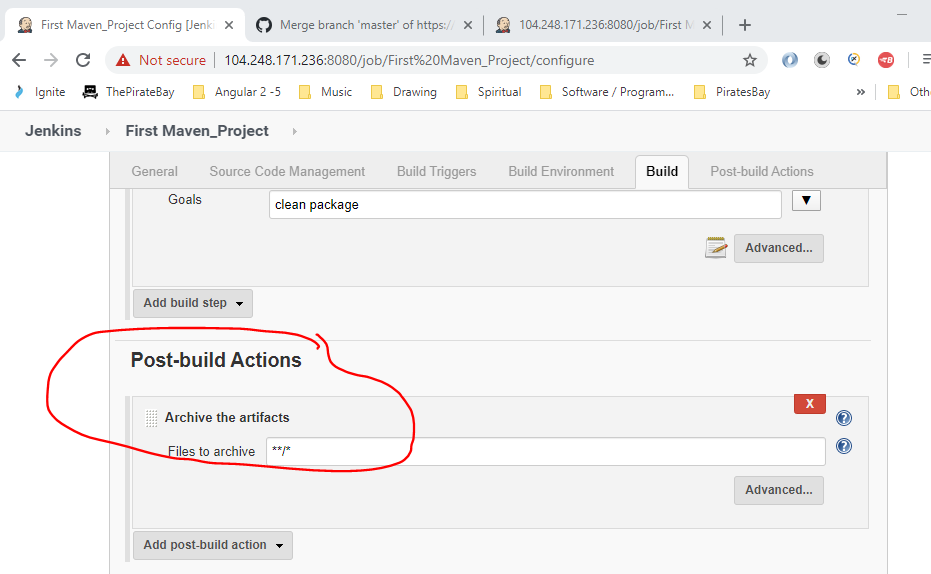 First Maven_Project Config [Jenki
Merge branch 'master' of https://
104.248.171.236:8080/job/First M
Not secure
104.248.171.236:8080/job/First%20Maven_Project/configure
Ignite
ThePirateBay
Angular 2 -5
Music
Drawing
Spiritual
Software / Program...
PiratesBay
»
Oth
Jenkins
First Maven_Project
General
Source Code Management
Build Triggers
Build Environment
Build
Post-build Actions
Goals
clean package
Advanced...
Add build step
Post-build Actions
X
Archive the artifacts
Files to archive
**/*
Advanced...
Add post-build action